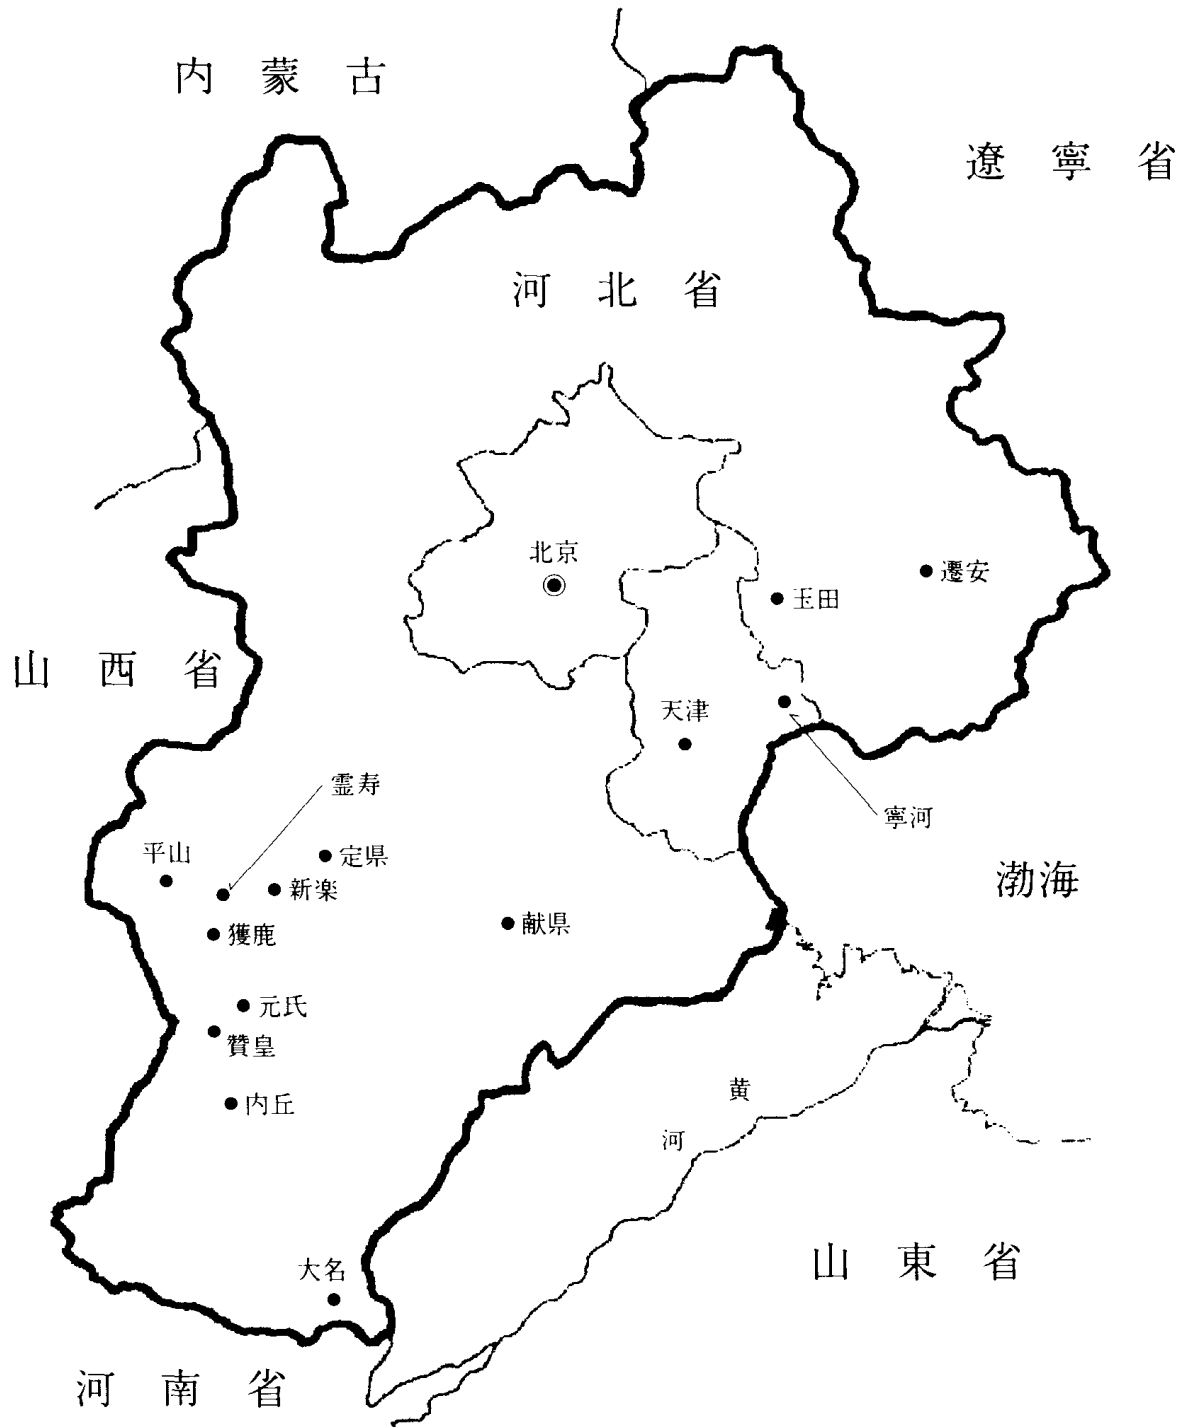 内蒙古
遼寧省
河北省
北京
遷安
玉田
山西省
天津
霊寿
寧河
平山
定県
新楽
渤海
獲鹿
献県
元氏
贊皇
黄河
内丘
山東省
大名
河南省